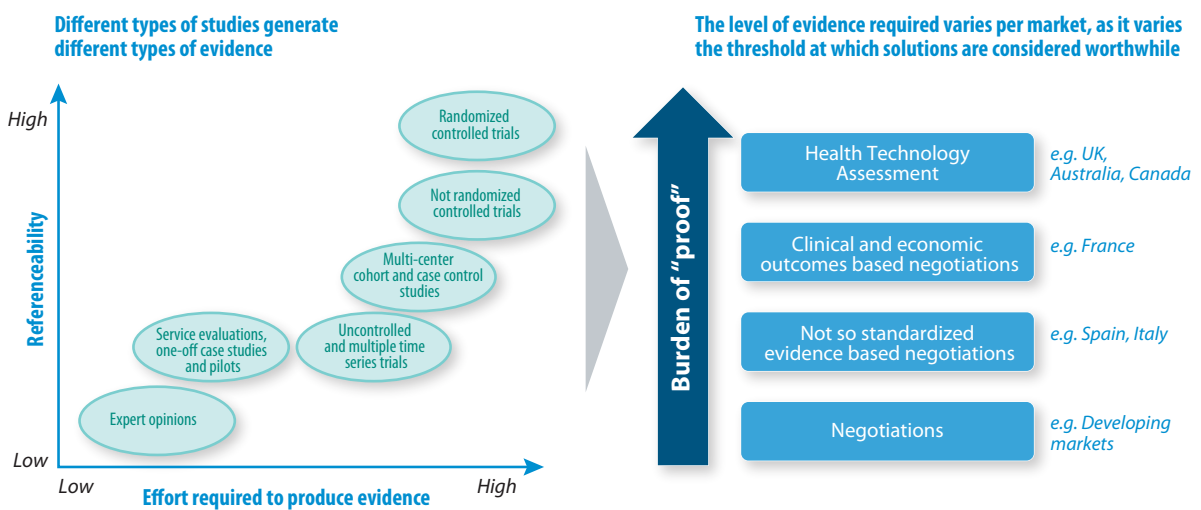 Different types of studies generate
different types of evidence
High
Randomized
controlled trials
Not randomized
controlled trials
Multi-center
cohort and case control
studies
Service evaluations,
one-off case studies
and pilots
Uncontrolled
and multiple time
series trials
Expert opinions
Referenceability
Low
Low
High
Effort required to produce evidence
The level of evidence required varies per market, as it varies
the threshold at which solutions are considered worthwhile
Burden of “proof”
Health Technology
Assessment
e.g. UK,
Australia, Canada
Clinical and economic
outcomes based negotiations
e.g. France
Not so standardized
evidence based negotiations
e.g. Spain, Italy
Negotiations
e.g. Developing
markets